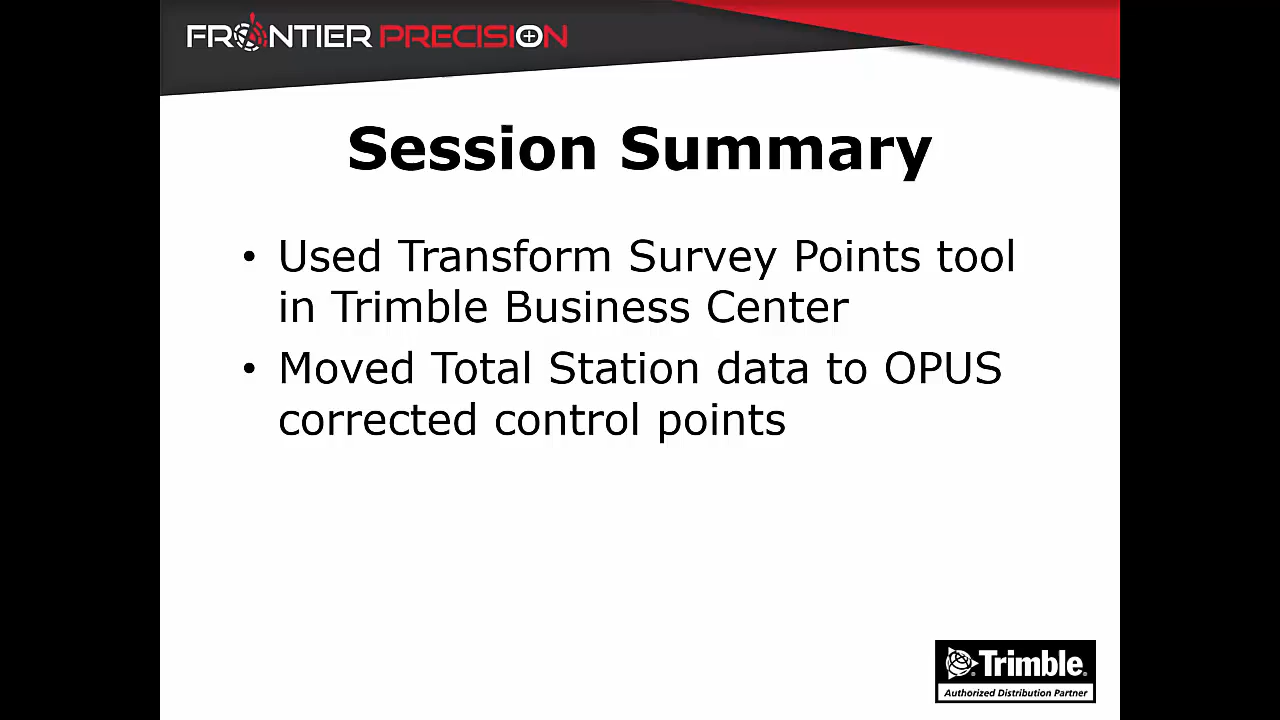 FRONTIER PRECISION
Session Summary
• Used Transform Survey Points tool
in Trimble Business Center
• Moved Total Station data to OPUS
corrected control points
Trimble®
Authorized Distribution Partner